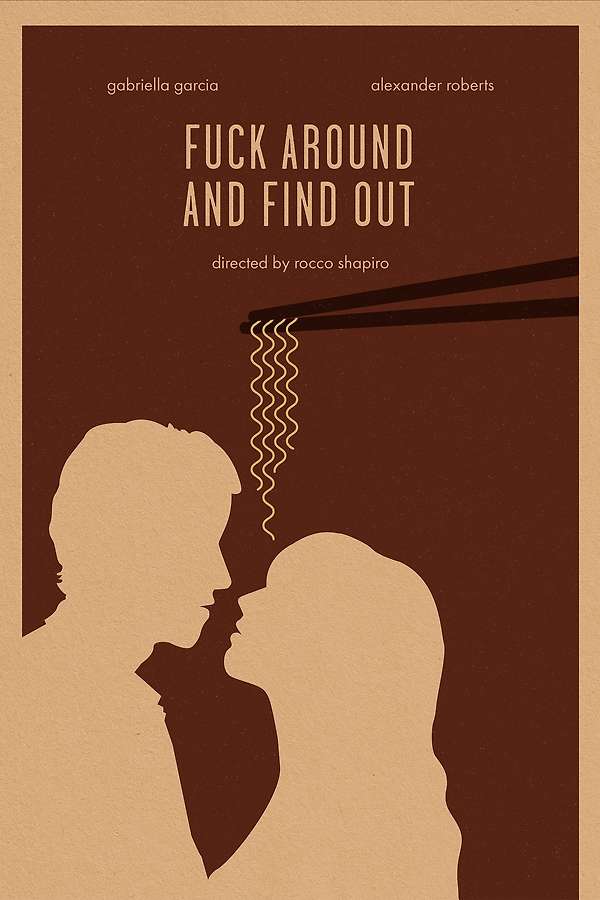 gabriella garcia alexander roberts
FUCK AROUND
AND FIND OUT
directed by rocco shapiro